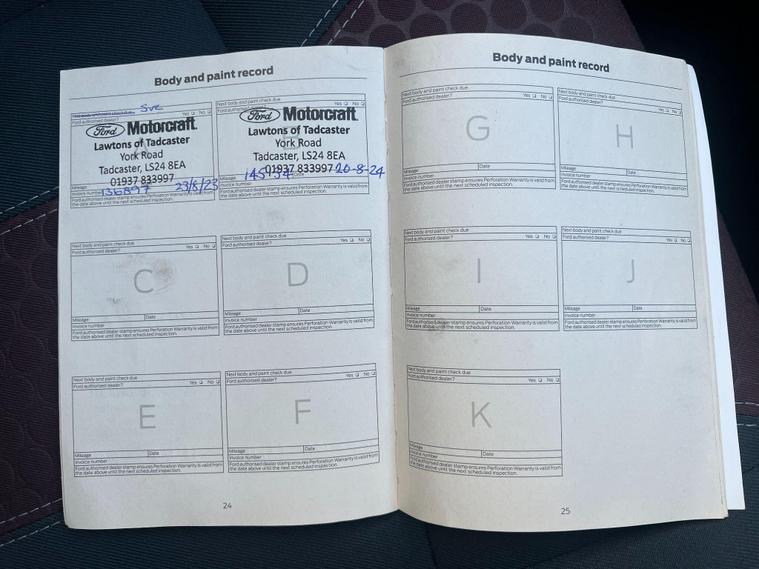 Body and paint record
Sve
Yes No
Ford authorised dealer?
Ford Motorcraft
Lawtons of Tadcaster
York Road
Tadcaster, LS24 8EA
01937 833997
Mileage
Invoice number 136897 23/8/23
Ford authorised dealer stamp ensures Perforation Warranty is valid from
the date above until the next scheduled inspection.
Next body and paint check due
Yes No
Ford Motorcraft
Lawtons of Tadcaster
York Road
Tadcaster, LS24 8EA
01937 833997 20-8-24
Mileage
Invoice number
Ford authorised dealer stamp ensures Perforation Warranty is valid from
the date above until the next scheduled inspection.
Next body and paint check due
Ford authorised dealer? Yes No
C
Mileage Date
Invoice number
Ford authorised dealer stamp ensures Perforation Warranty is valid from
the date above until the next scheduled inspection.
Next body and paint check due
Ford authorised dealer? Yes No
D
Mileage Date
Invoice number
Ford authorised dealer stamp ensures Perforation Warranty is valid from
the date above until the next scheduled inspection.
Next body and paint check due
Ford authorised dealer? Yes No
E
Mileage Date
Invoice number
Ford authorised dealer stamp ensures Perforation Warranty is valid from
the date above until the next scheduled inspection.
Next body and paint check due
Ford authorised dealer? Yes No
F
Mileage Date
Invoice number
Ford authorised dealer stamp ensures Perforation Warranty is valid from
the date above until the next scheduled inspection.
24
Body and paint record
Next body and paint check due
Ford authorised dealer? Yes No
G
Mileage Date
Invoice number
Ford authorised dealer stamp ensures Perforation Warranty is valid from
the date above until the next scheduled inspection.
Next body and paint check due
Ford authorised dealer? Yes No
H
Mileage Date
Invoice number
Ford authorised dealer stamp ensures Perforation Warranty is valid from
the date above until the next scheduled inspection.
Next body and paint check due
Ford authorised dealer? Yes No
I
Mileage Date
Invoice number
Ford authorised dealer stamp ensures Perforation Warranty is valid from
the date above until the next scheduled inspection.
Next body and paint check due
Ford authorised dealer? Yes No
J
Mileage Date
Invoice number
Ford authorised dealer stamp ensures Perforation Warranty is valid from
the date above until the next scheduled inspection.
Next body and paint check due
Ford authorised dealer? Yes No
K
Mileage Date
Invoice number
Ford authorised dealer stamp ensures Perforation Warranty is valid from
the date above until the next scheduled inspection.
25